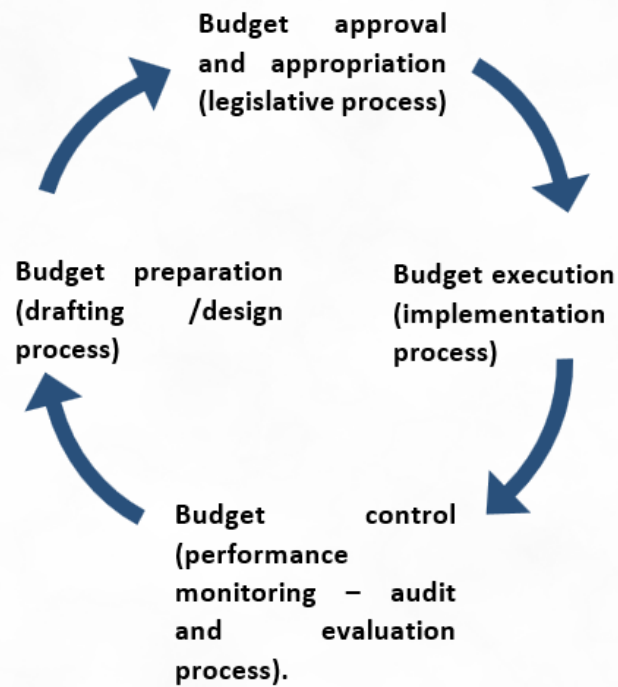 Budget approval
and appropriation
(legislative process)
Budget preparation
(drafting /design
process)
Budget execution
(implementation
process)
Budget control
(performance
monitoring – audit
and evaluation
process).